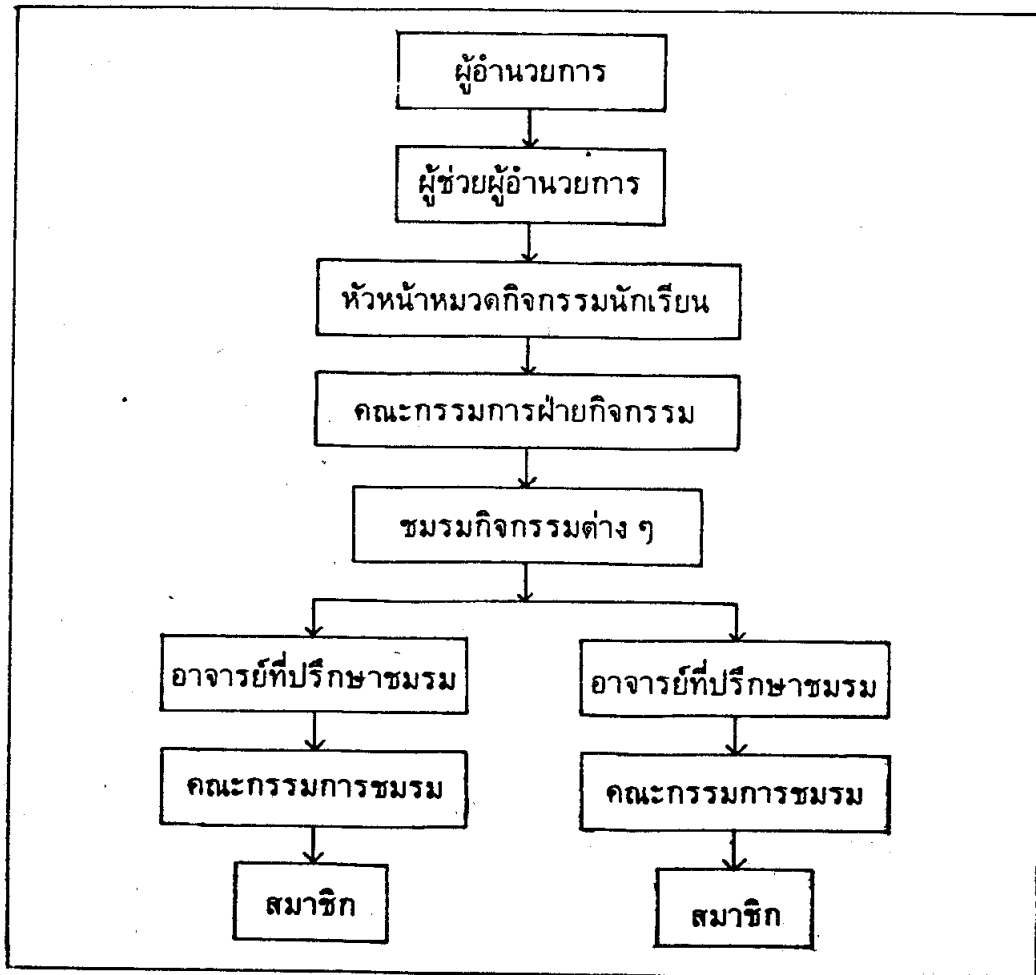 ผู้อำนวยการ
ผู้ช่วยผู้อำนวยการ
หัวหน้าหมวดกิจกรรมนักเรียน
คณะกรรมการฝ่ายกิจกรรม
ชมรมกิจกรรมต่าง ๆ
อาจารย์ที่ปรึกษาชมรม
อาจารย์ที่ปรึกษาชมรม
คณะกรรมการชมรม
คณะกรรมการชมรม
สมาชิก
สมาชิก